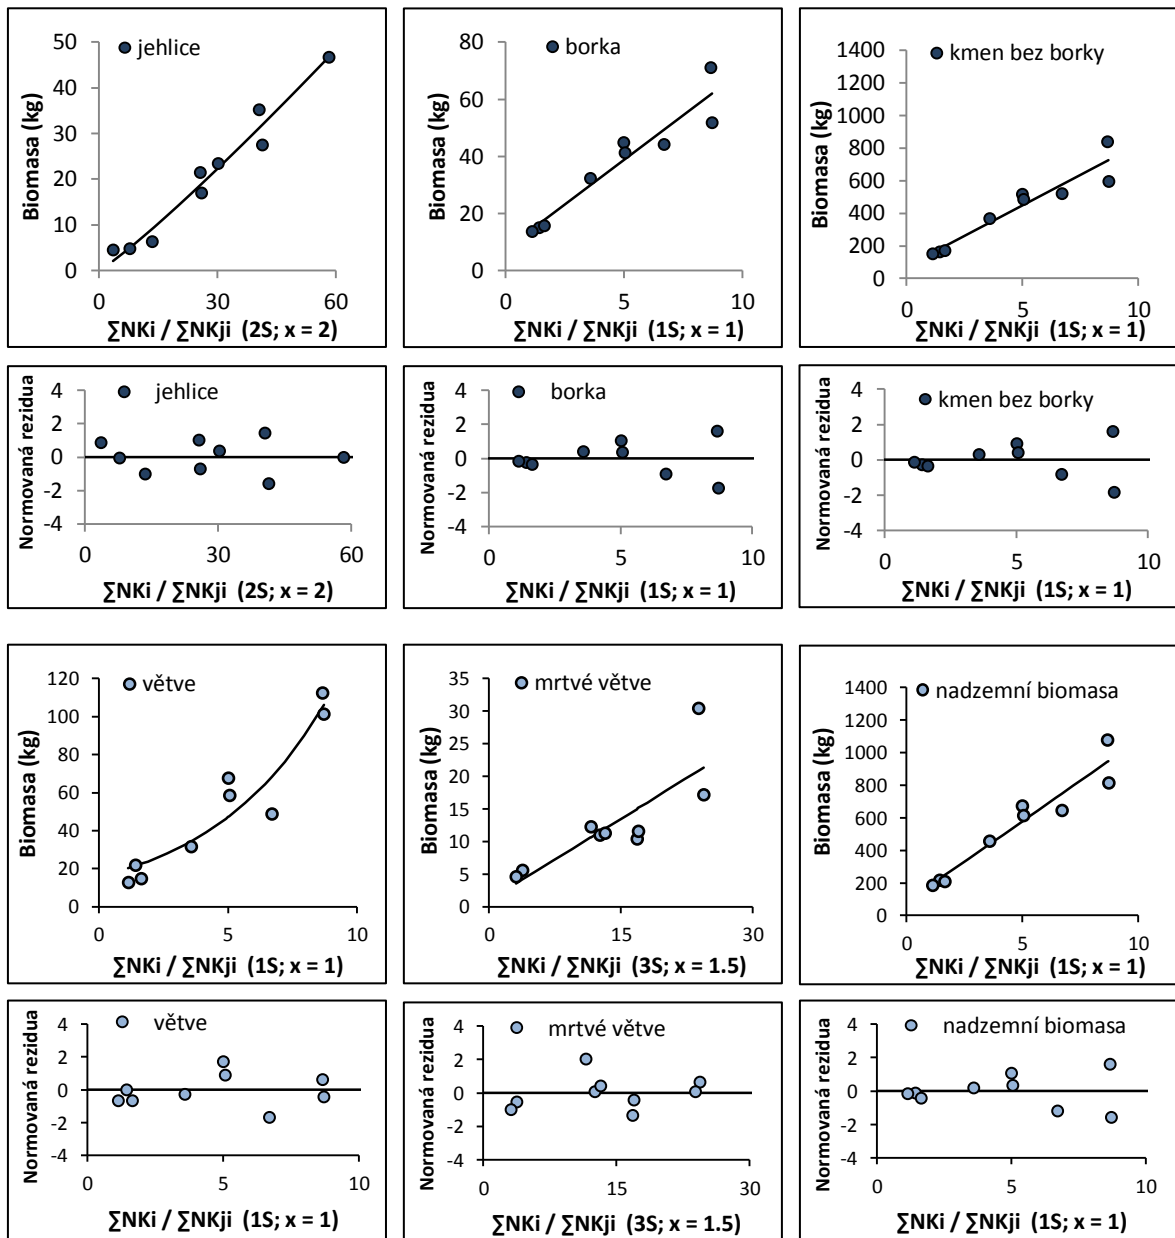 jehlice
Biomasa (kg)
50
40
30
20
10
0
0 30 60
∑NKi / ∑NKji (2S; x = 2)
borka
Biomasa (kg)
80
60
40
20
0
0 5 10
∑NKi / ∑NKji (1S; x = 1)
kmen bez borky
Biomasa (kg)
1400
1200
1000
800
600
400
200
0
0 5 10
∑NKi / ∑NKji (1S; x = 1)
jehlice
Normovaná rezidua
4
2
0
-2
-4
0 30 60
∑NKi / ∑NKji (2S; x = 2)
borka
Normovaná rezidua
4
2
0
-2
-4
0 5 10
∑NKi / ∑NKji (1S; x = 1)
kmen bez borky
Normovaná rezidua
4
2
0
-2
-4
0 5 10
∑NKi / ∑NKji (1S; x = 1)
větve
Biomasa (kg)
120
100
80
60
40
20
0
0 5 10
∑NKi / ∑NKji (1S; x = 1)
mrtvé větve
Biomasa (kg)
35
30
25
20
15
10
5
0
0 15 30
∑NKi / ∑NKji (3S; x = 1.5)
nadzemní biomasa
Biomasa (kg)
1400
1200
1000
800
600
400
200
0
0 5 10
∑NKi / ∑NKji (1S; x = 1)
větve
Normovaná rezidua
4
2
0
-2
-4
0 5 10
∑NKi / ∑NKji (1S; x = 1)
mrtvé větve
Normovaná rezidua
4
2
0
-2
-4
0 15 30
∑NKi / ∑NKji (3S; x = 1.5)
nadzemní biomasa
Normovaná rezidua
4
2
0
-2
-4
0 5 10
∑NKi / ∑NKji (1S; x = 1)